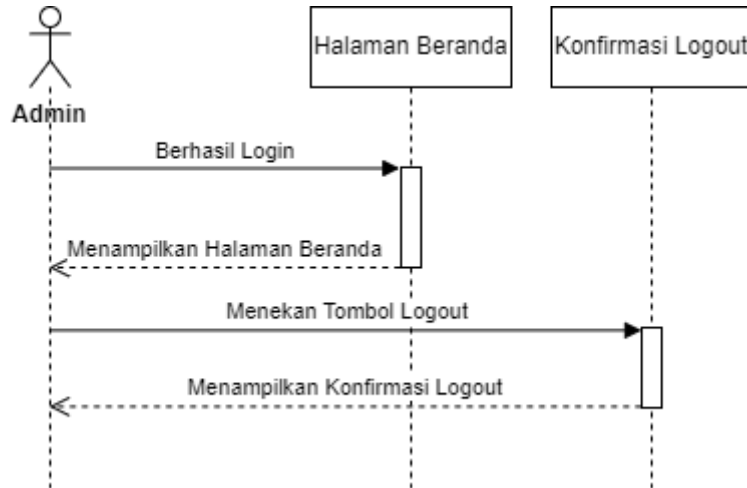 Halaman Beranda
Konfirmasi Logout
Admin
Berhasil Login
Menampilkan Halaman Beranda
Menekan Tombol Logout
Menampilkan Konfirmasi Logout